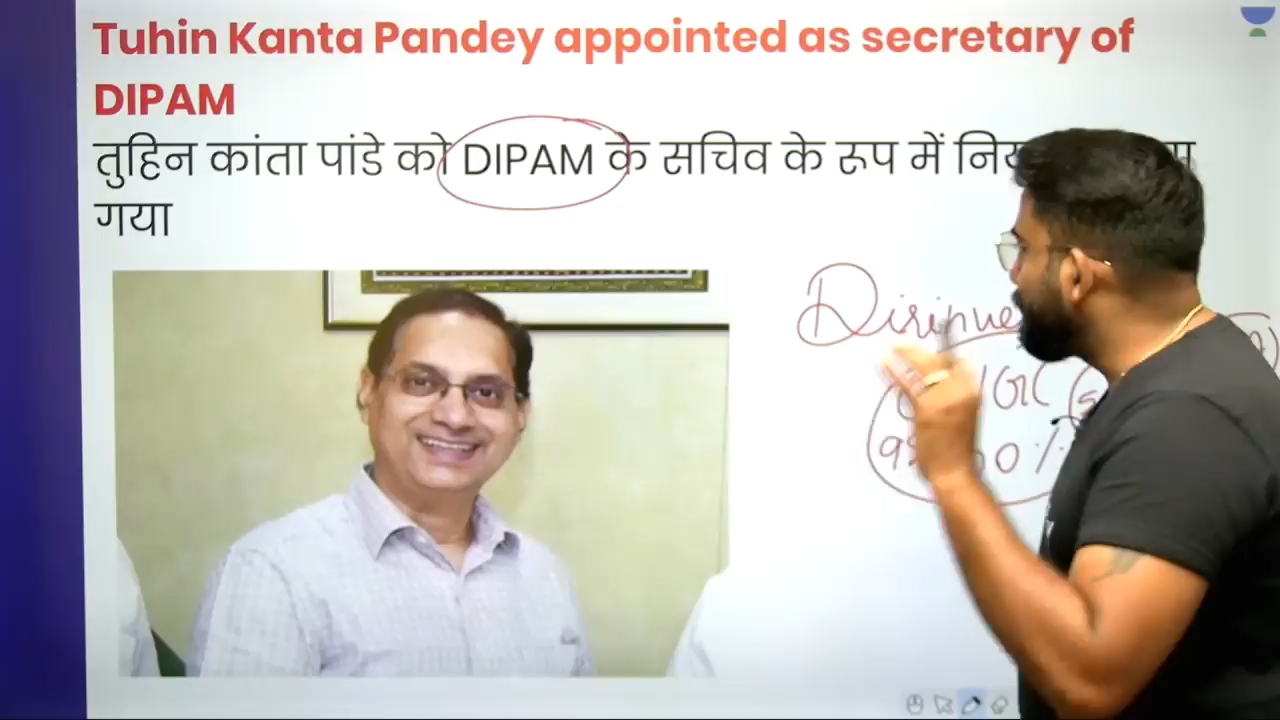 Tuhin Kanta Pandey appointed as secretary of
DIPAM
तुहिन कांता पांडे को DIPAM के सचिव के रूप में
गया